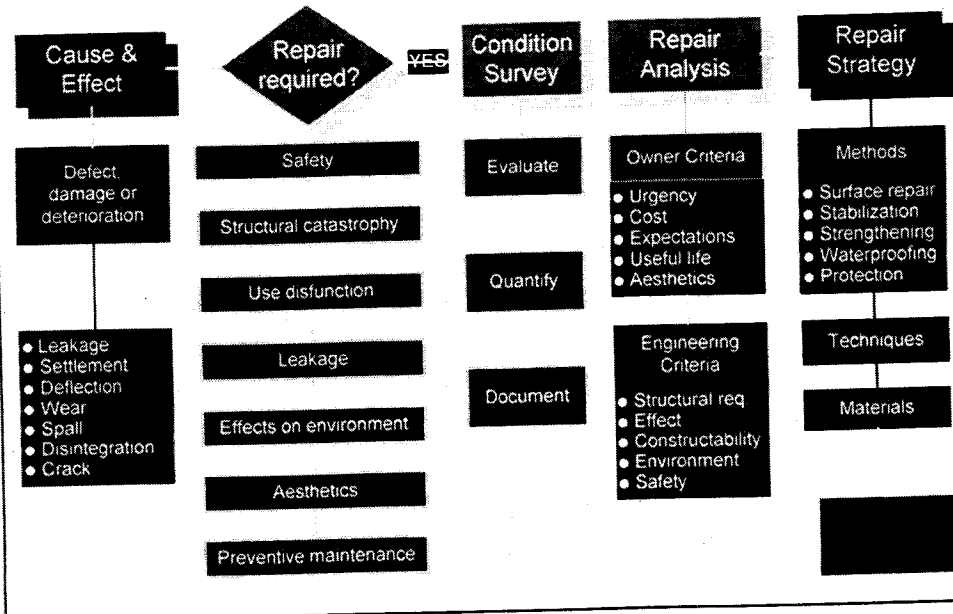 Cause &
Effect
Defect,
damage or
deterioration
Leakage
Settlement
Deflection
Wear
Spall
Disintegration
Crack
Repair
required?
YES
Safety
Structural catastrophy
Use disfunction
Leakage
Effects on environment
Aesthetics
Preventive maintenance
Condition
Survey
Evaluate
Quantify
Document
Repair
Analysis
Owner Criteria
Urgency
Cost
Expectations
Useful life
Aesthetics
Engineering
Criteria
Structural req
Effect
Constructability
Environment
Safety
Repair
Strategy
Methods
Surface repair
Stabilization
Strengthening
Waterproofing
Protection
Techniques
Materials